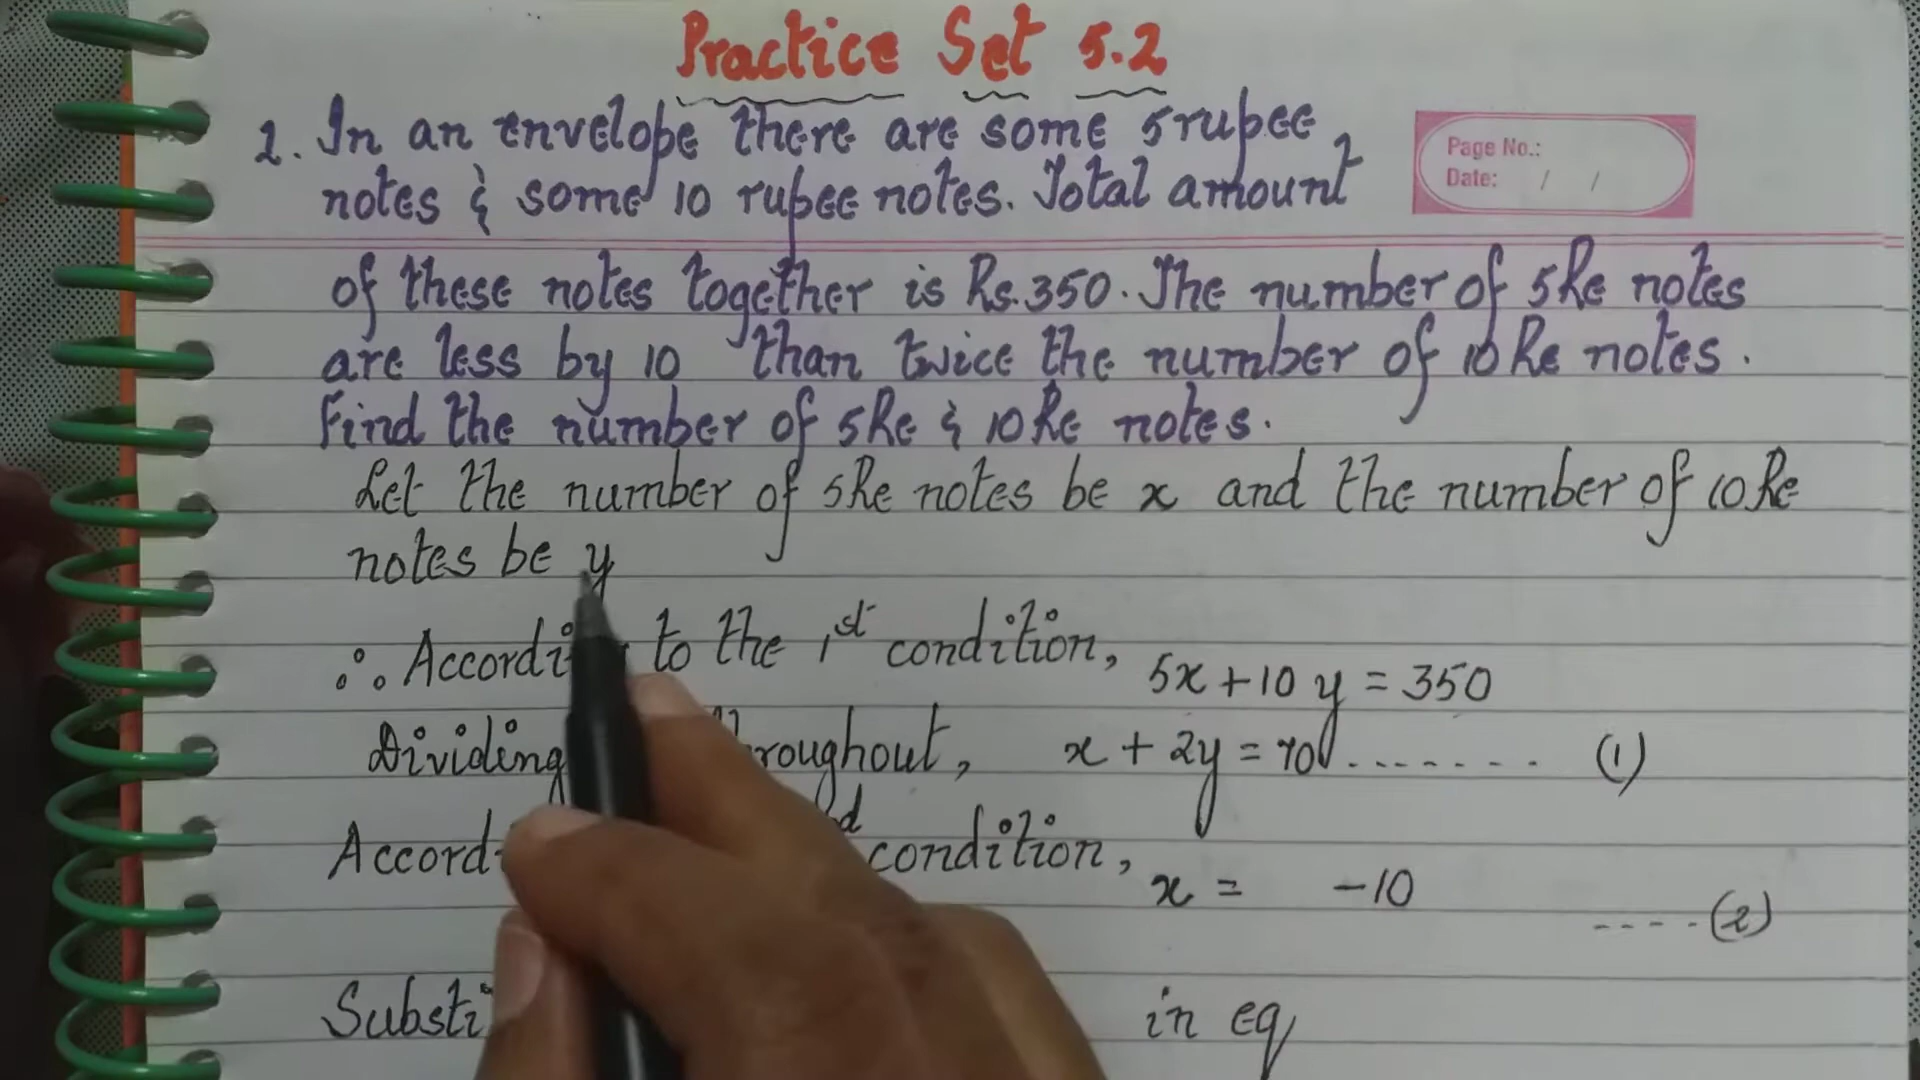 Practice Set 5.2
1. In an envelope there are some 5 rupee
notes & some 10 rupee notes. Total amount
Page No.:
Date: / /
of these notes together is Rs.350. The number of 5Re notes
are less by 10 than twice the number of 10Re notes.
Find the number of 5Re & 10Re notes.
Let the number of 5Re notes be x and the number of 10Re
notes be y
∴ According to the 1st condition, 5x + 10y = 350
Dividing throughout, x + 2y = 70 ....... (1)
condition, x = -10 ....(2)
in eq